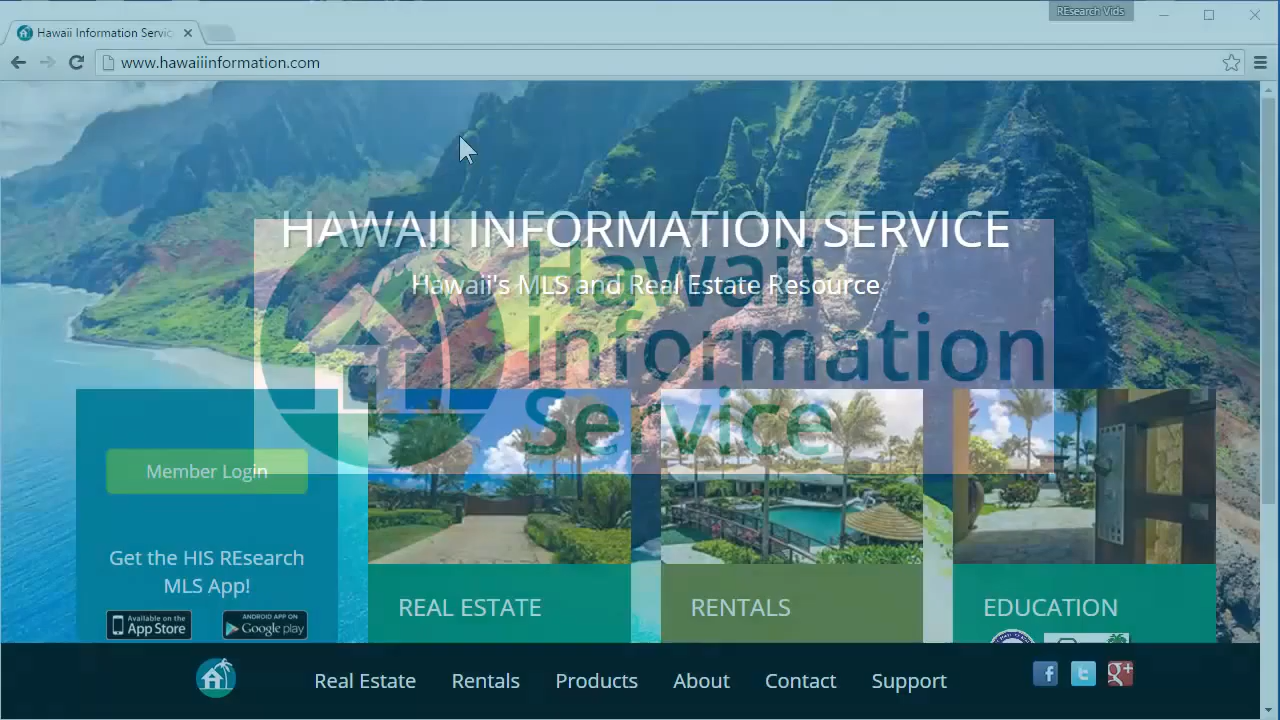 REsearch Vids
Hawaii Information Servic
www.hawaiiinformation.com
HAWAII INFORMATION SERVICE
Hawaii's MLS and Real Estate Resource
Hawaii
Information
Service
Member Login
Get the HIS REsearch
MLS App!
Available on the
App Store
ANDROID APP ON
Google play
REAL ESTATE
RENTALS
EDUCATION
Real Estate
Rentals
Products
About
Contact
Support
f
t
g+